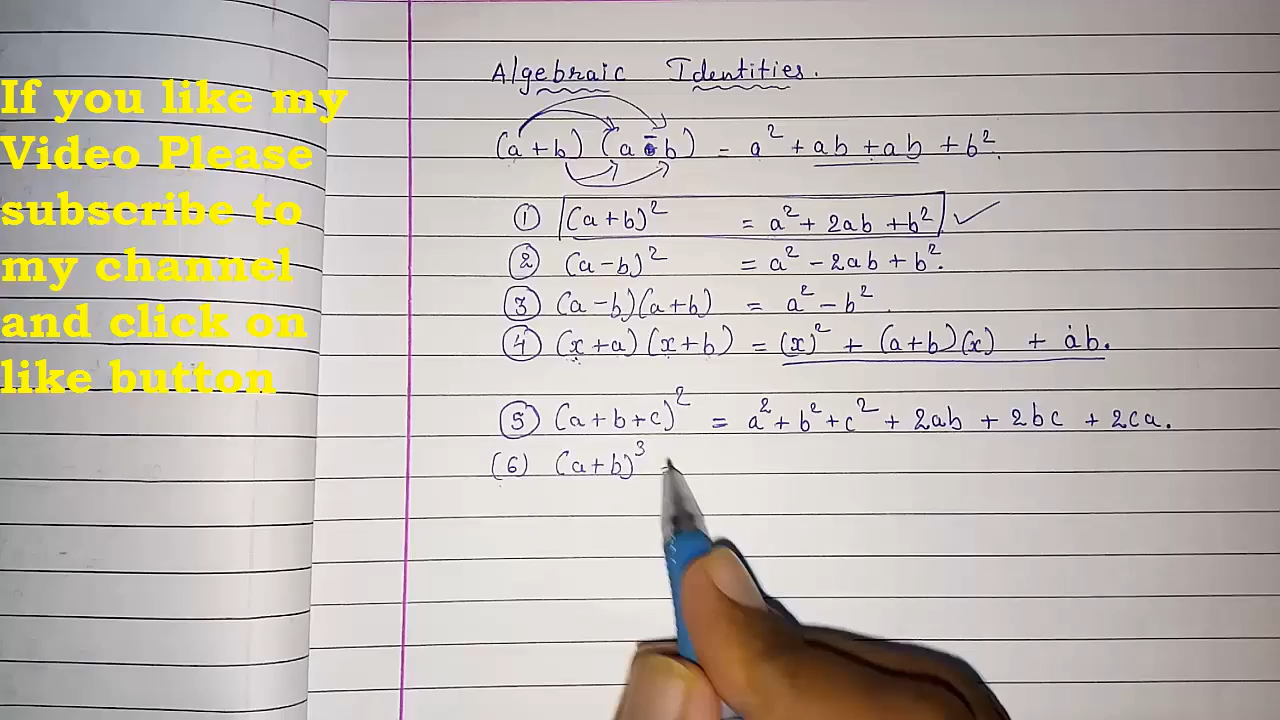 If you like my
Video Please
subscribe to
my channel
and click on
like button
Algebraic Identities.
(a+b) (a b) = a² + ab + ab + b².
① (a+b)² = a² + 2ab + b² ✓
② (a-b)² = a² - 2ab + b².
③ (a-b)(a+b) = a² - b².
④ (x+a)(x+b) = (x)² + (a+b)(x) + ab.
⑤ (a+b+c)² = a² + b² + c² + 2ab + 2bc + 2ca.
(6) (a+b)³ =